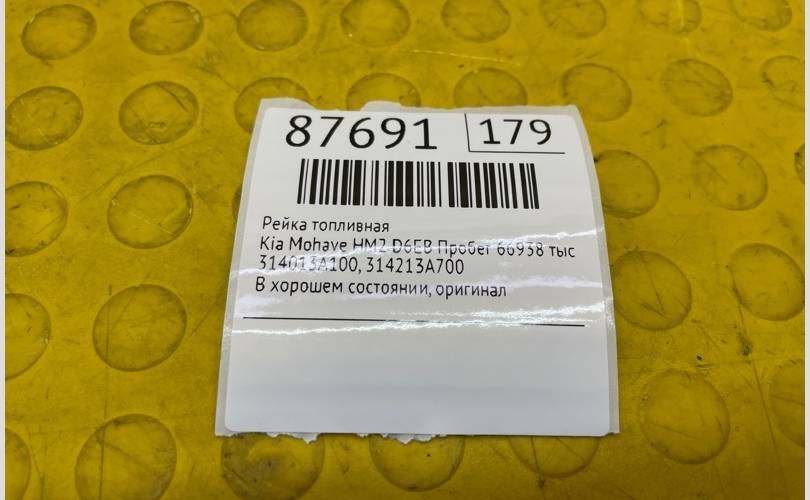 87691 179
Рейка топливная
Kia Mohave HM2 D6EB Пробег 66938 тыс
314013A100, 314213A700
В хорошем состоянии, оригинал